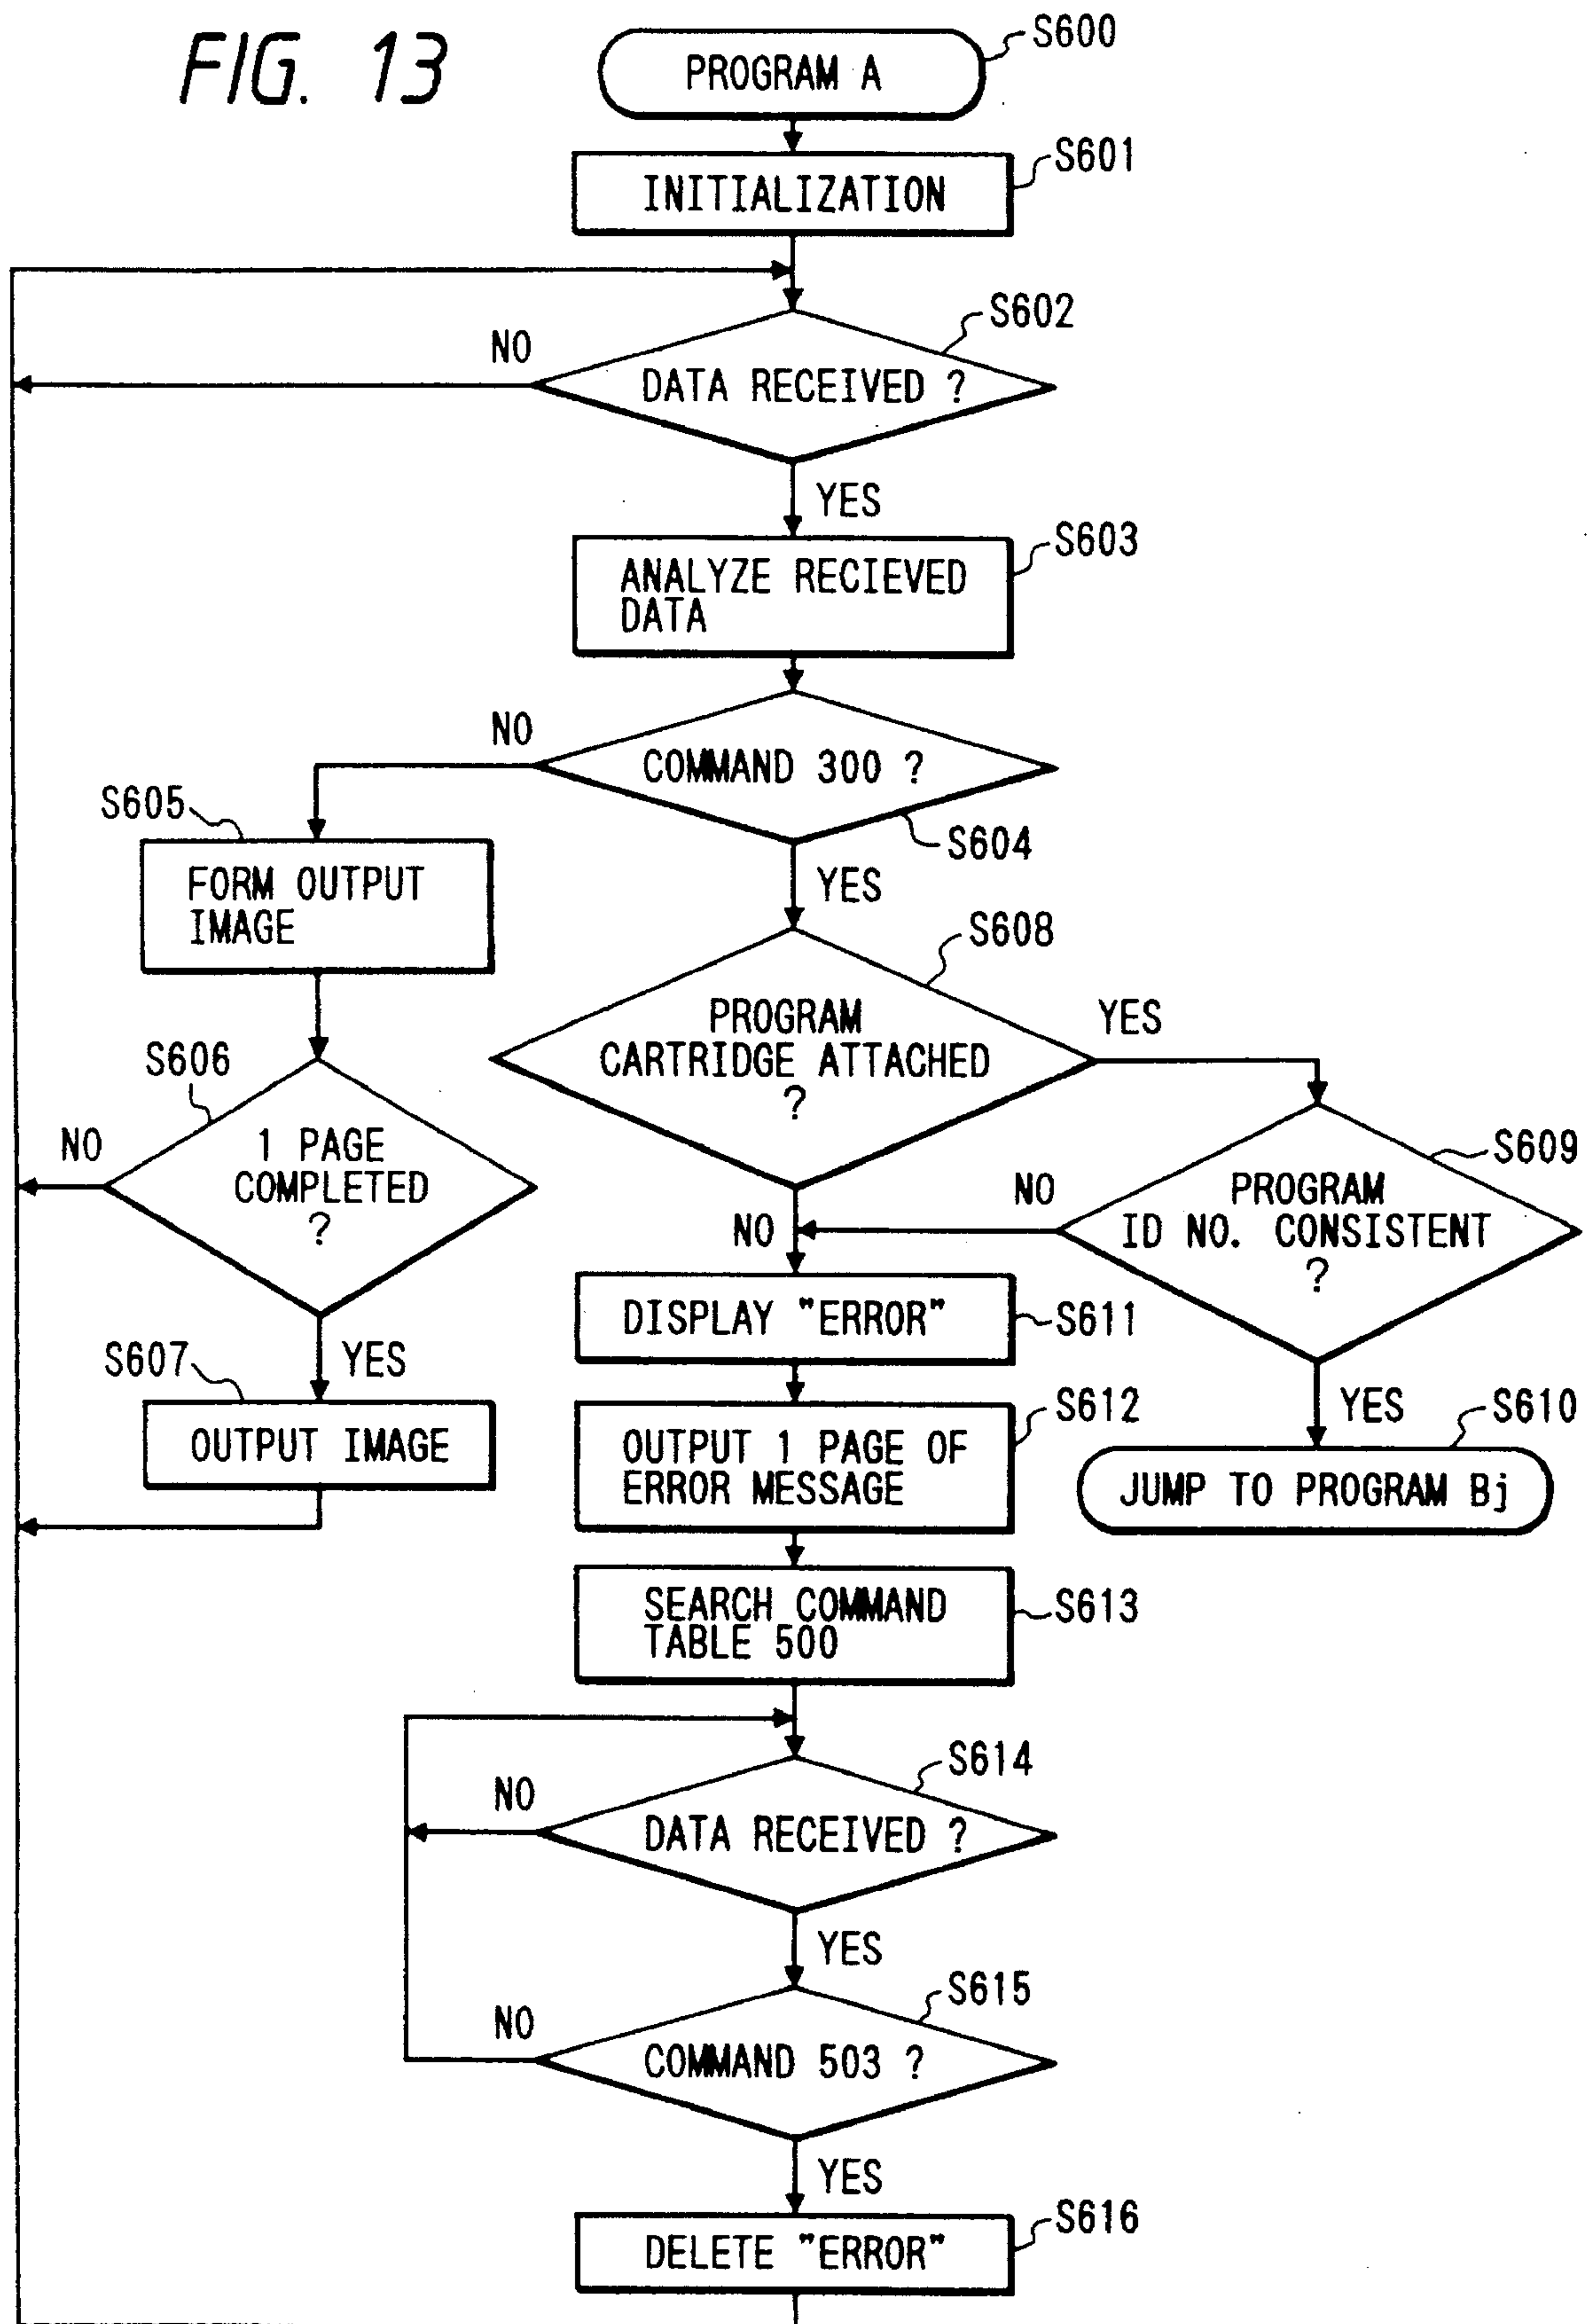 FIG. 13
PROGRAM A
S600
INITIALIZATION
S601
S602
NO
DATA RECEIVED ?
YES
S603
ANALYZE RECIEVED
DATA
NO
COMMAND 300 ?
S604
S605
YES
FORM OUTPUT
IMAGE
S608
PROGRAM
CARTRIDGE ATTACHED
?
YES
S606
1 PAGE
COMPLETED
?
NO
S609
PROGRAM
ID NO. CONSISTENT
?
NO
NO
DISPLAY "ERROR"
S611
S607
YES
OUTPUT IMAGE
S612
OUTPUT 1 PAGE OF
ERROR MESSAGE
YES
S610
JUMP TO PROGRAM Bj
SEARCH COMMAND
TABLE 500
S613
S614
NO
DATA RECEIVED ?
YES
S615
NO
COMMAND 503 ?
YES
S616
DELETE "ERROR"